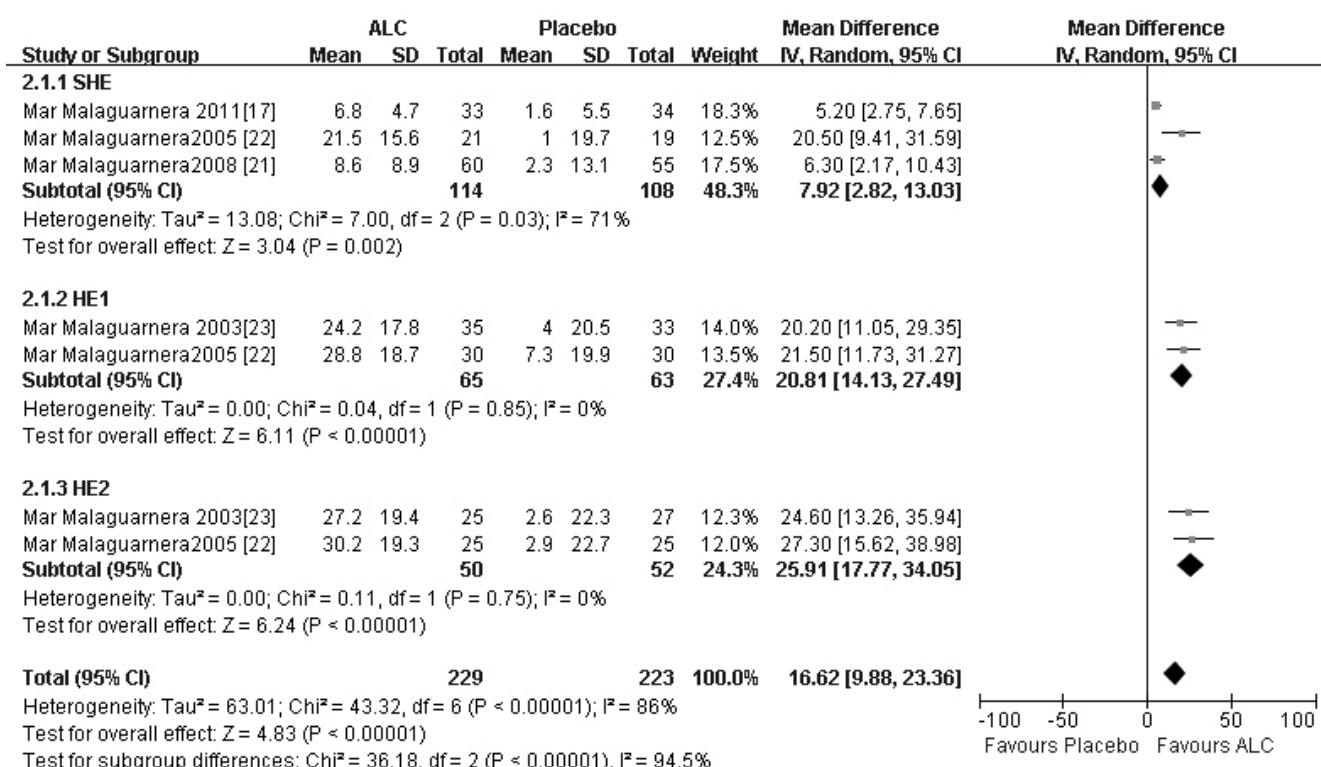 ALC Placebo Mean Difference Mean Difference
Study or Subgroup Mean SD Total Mean SD Total Weight IV, Random, 95% CI IV, Random, 95% CI
2.1.1 SHE
Mar Malaguarnera 2011[17] 6.8 4.7 33 1.6 5.5 34 18.3% 5.20 [2.75, 7.65]
Mar Malaguarnera2005 [22] 21.5 15.6 21 1 19.7 19 12.5% 20.50 [9.41, 31.59]
Mar Malaguarnera2008 [21] 8.6 8.9 60 2.3 13.1 55 17.5% 6.30 [2.17, 10.43]
Subtotal (95% CI) 114 108 48.3% 7.92 [2.82, 13.03]
Heterogeneity: Tau² = 13.08; Chi² = 7.00, df = 2 (P = 0.03); I² = 71%
Test for overall effect: Z = 3.04 (P = 0.002)
2.1.2 HE1
Mar Malaguarnera 2003[23] 24.2 17.8 35 4 20.5 33 14.0% 20.20 [11.05, 29.35]
Mar Malaguarnera2005 [22] 28.8 18.7 30 7.3 19.9 30 13.5% 21.50 [11.73, 31.27]
Subtotal (95% CI) 65 63 27.4% 20.81 [14.13, 27.49]
Heterogeneity: Tau² = 0.00; Chi² = 0.04, df = 1 (P = 0.85); I² = 0%
Test for overall effect: Z = 6.11 (P < 0.00001)
2.1.3 HE2
Mar Malaguarnera 2003[23] 27.2 19.4 25 2.6 22.3 27 12.3% 24.60 [13.26, 35.94]
Mar Malaguarnera2005 [22] 30.2 19.3 25 2.9 22.7 25 12.0% 27.30 [15.62, 38.98]
Subtotal (95% CI) 50 52 24.3% 25.91 [17.77, 34.05]
Heterogeneity: Tau² = 0.00; Chi² = 0.11, df = 1 (P = 0.75); I² = 0%
Test for overall effect: Z = 6.24 (P < 0.00001)
Total (95% CI) 229 223 100.0% 16.62 [9.88, 23.36]
Heterogeneity: Tau² = 63.01; Chi² = 43.32, df = 6 (P < 0.00001); I² = 86%
Test for overall effect: Z = 4.83 (P < 0.00001)
Test for subgroup differences: Chi² = 36.18, df = 2 (P < 0.00001), I² = 94.5%
-100 -50 0 50 100
Favours Placebo Favours ALC